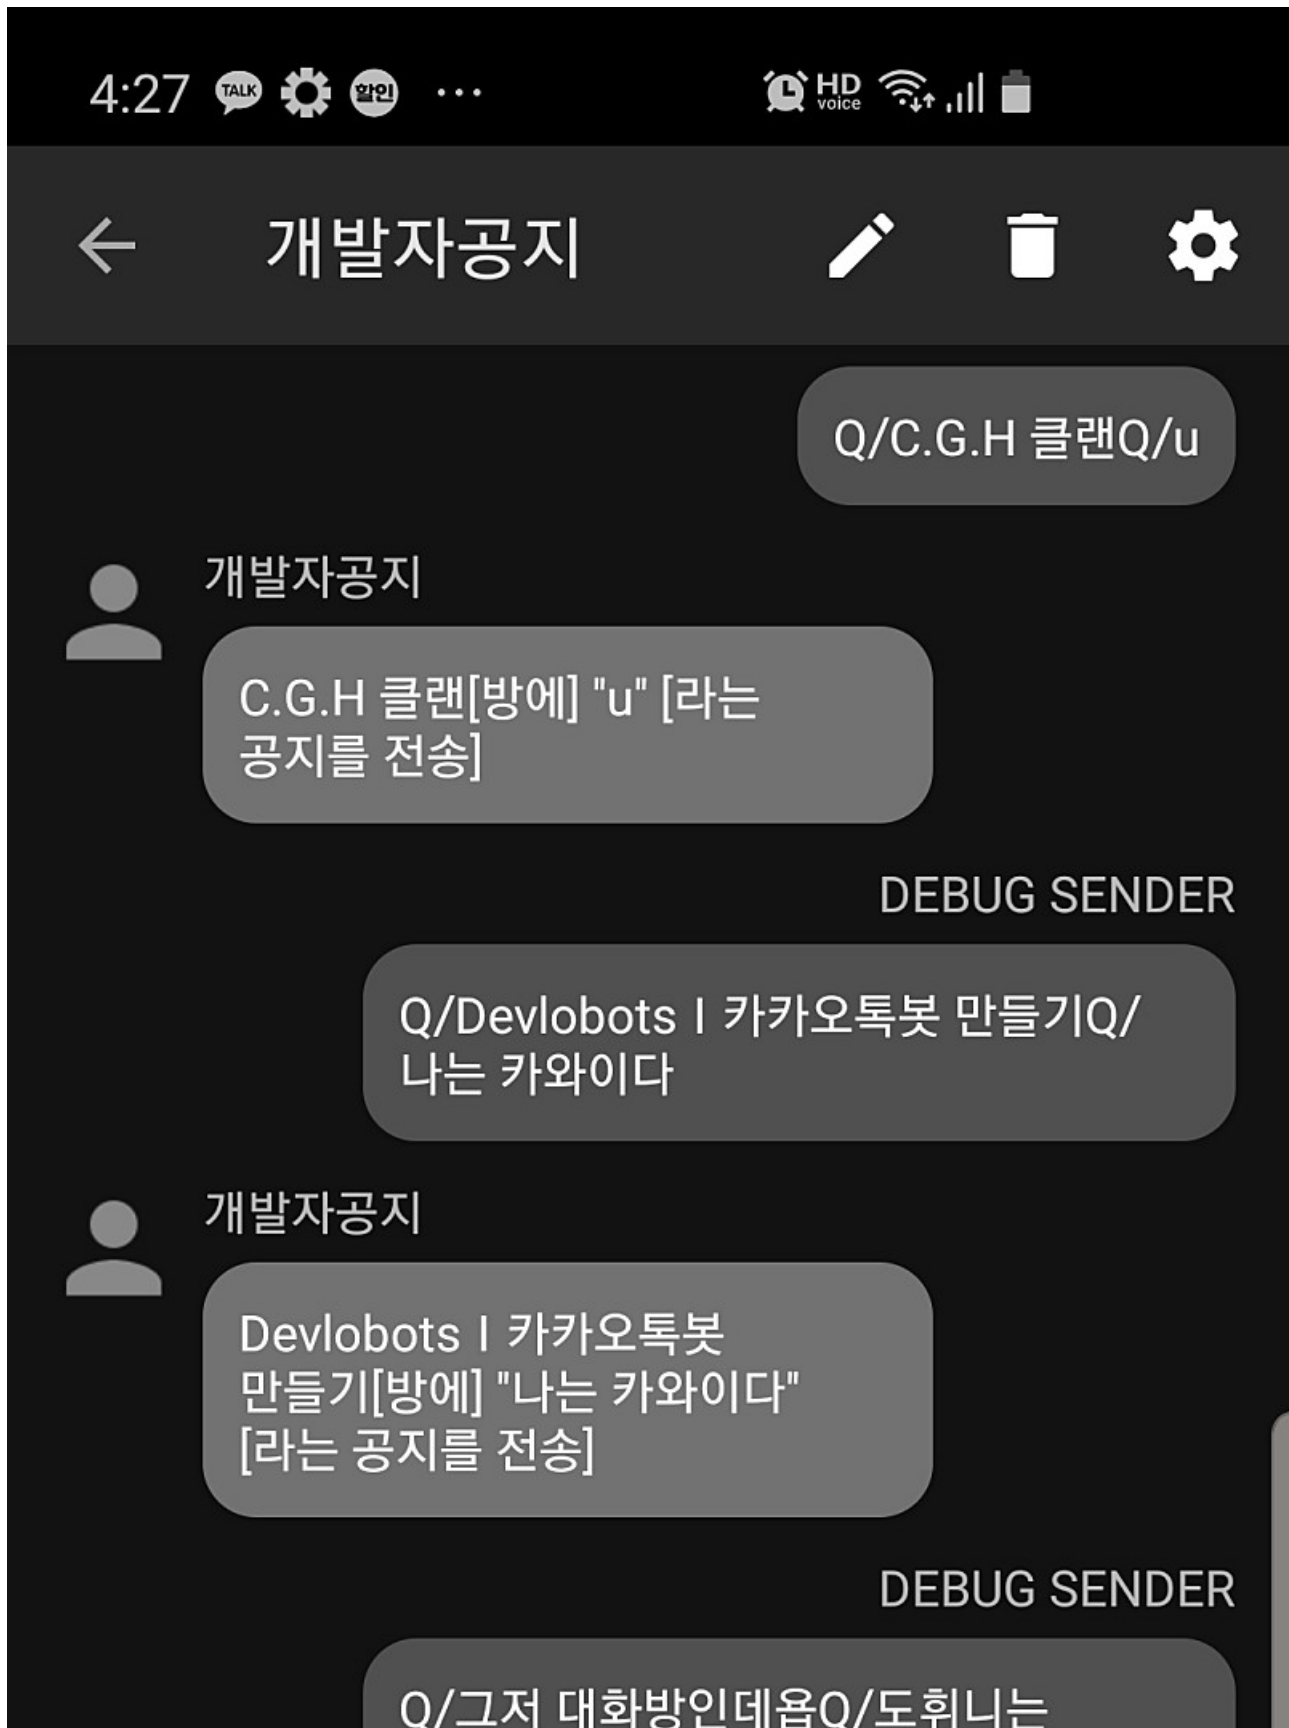 4:27 TALK 할인 ... HD voice
개발자공지
Q/C.G.H 클랜Q/u
개발자공지
C.G.H 클랜[방에] "u" [라는
공지를 전송]
DEBUG SENDER
Q/Devlobots I 카카오톡봇 만들기Q/
나는 카와이다
개발자공지
Devlobots I 카카오톡봇
만들기[방에] "나는 카와이다"
[라는 공지를 전송]
DEBUG SENDER
Q/그저 대화방인데욥Q/도휘니는